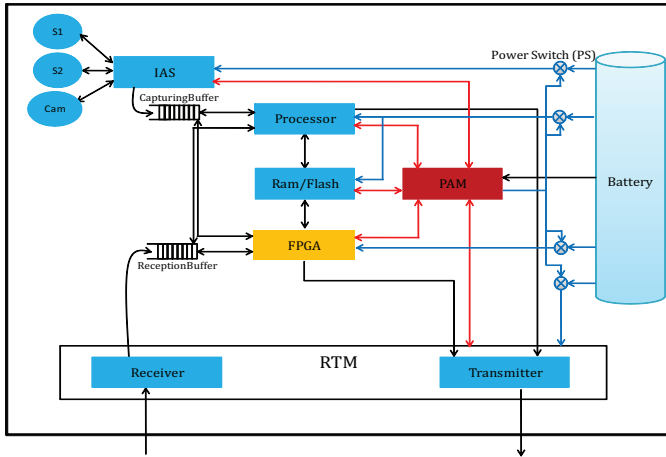 S1
S2
Cam
IAS
Power Switch (PS)
CapturingBuffer
Processor
Ram/Flash
PAM
Battery
FPGA
ReceptionBuffer
RTM
Receiver
Transmitter